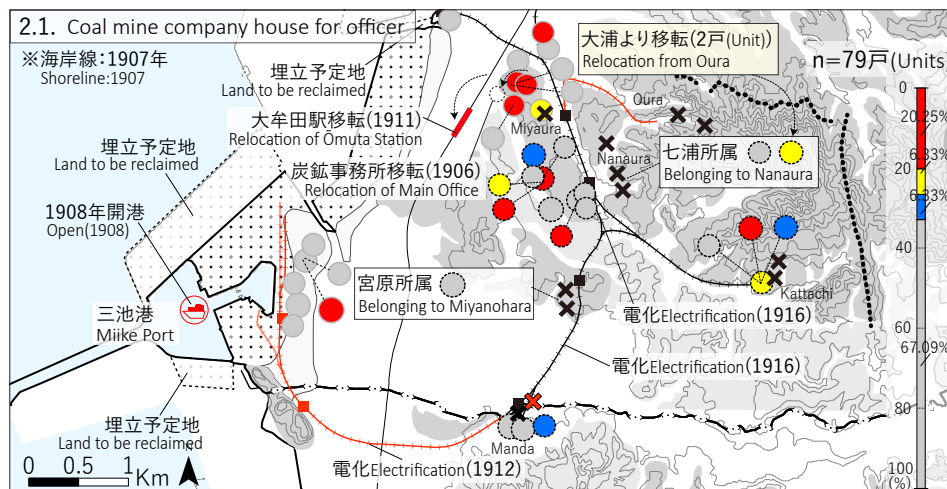 2.1. Coal mine company house for officer
※海岸線:1907年
Shoreline:1907
埋立予定地
Land to be reclaimed
大浦より移転(2戸(Unit))
Relocation from Oura
n=79戸(Units
大牟田駅移転(1911)
Relocation of Omuta Station
Oura
Miyaura
埋立予定地
Land to be reclaimed
炭鉱事務所移転(1906)
Relocation of Main Office
Nanaura
七浦所属
Belonging to Nanaura
1908年開港
Open(1908)
宮原所属
Belonging to Miyanohara
Kattachi
三池港
Miike Port
電化Electrification(1916)
電化Electrification(1916)
埋立予定地
Land to be reclaimed
Manda
電化Electrification(1912)
0 0.5 1
Km
0
20.25%
6.33%
20
6.33%
40
60
67.09%
80
100
(%)